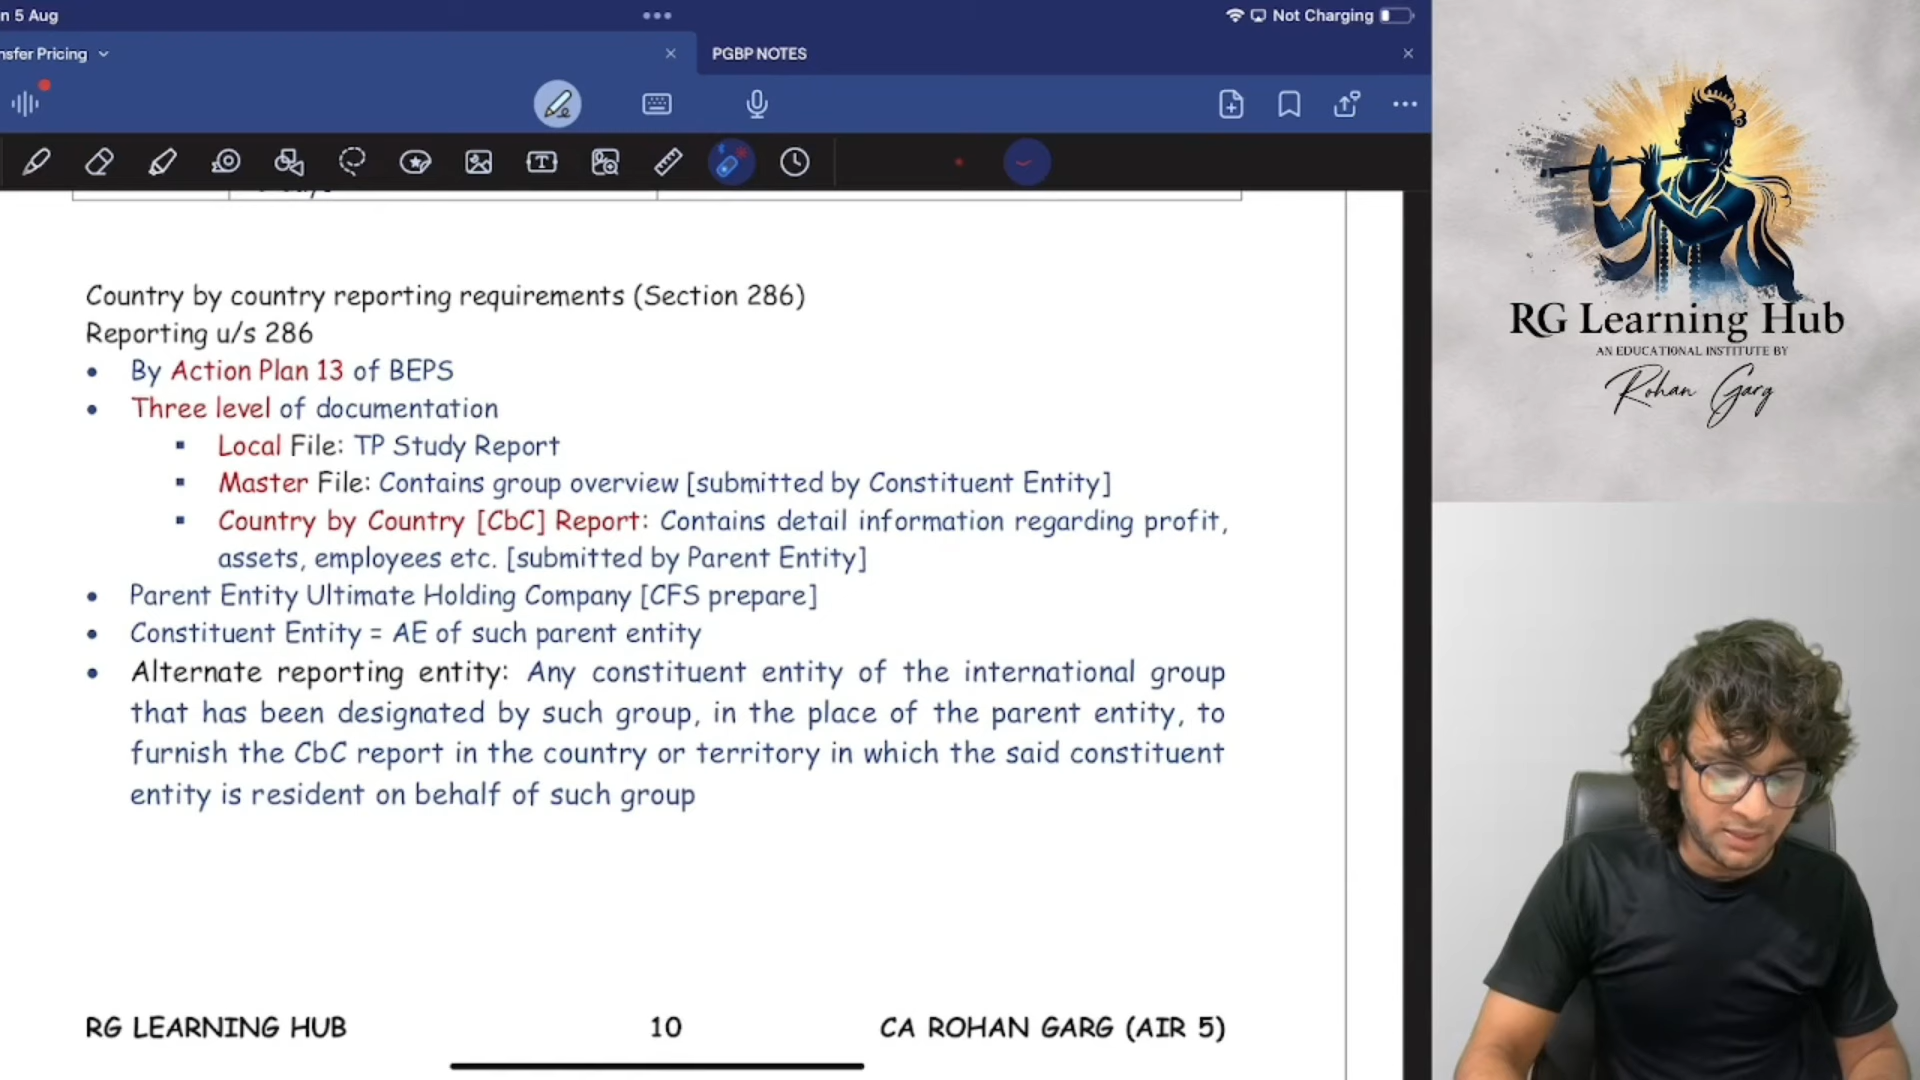 n 5 Aug
Not Charging
nsfer Pricing
PGBP NOTES
Country by country reporting requirements (Section 286)
Reporting u/s 286
• By Action Plan 13 of BEPS
• Three level of documentation
▪ Local File: TP Study Report
▪ Master File: Contains group overview [submitted by Constituent Entity]
▪ Country by Country [CbC] Report: Contains detail information regarding profit,
assets, employees etc. [submitted by Parent Entity]
• Parent Entity Ultimate Holding Company [CFS prepare]
• Constituent Entity = AE of such parent entity
• Alternate reporting entity: Any constituent entity of the international group
that has been designated by such group, in the place of the parent entity, to
furnish the CbC report in the country or territory in which the said constituent
entity is resident on behalf of such group
RG LEARNING HUB 10 CA ROHAN GARG (AIR 5)
RG Learning Hub
AN EDUCATIONAL INSTITUTE BY
Rohan Garg